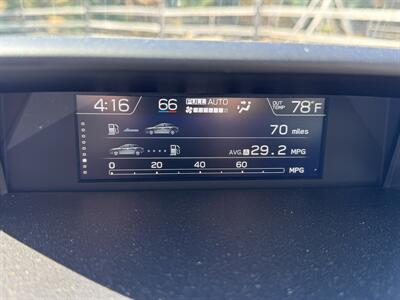 4:16 66 FULL AUTO OUT TEMP 78°F
70 miles
AVG. A 29.2 MPG
0 20 40 60 MPG